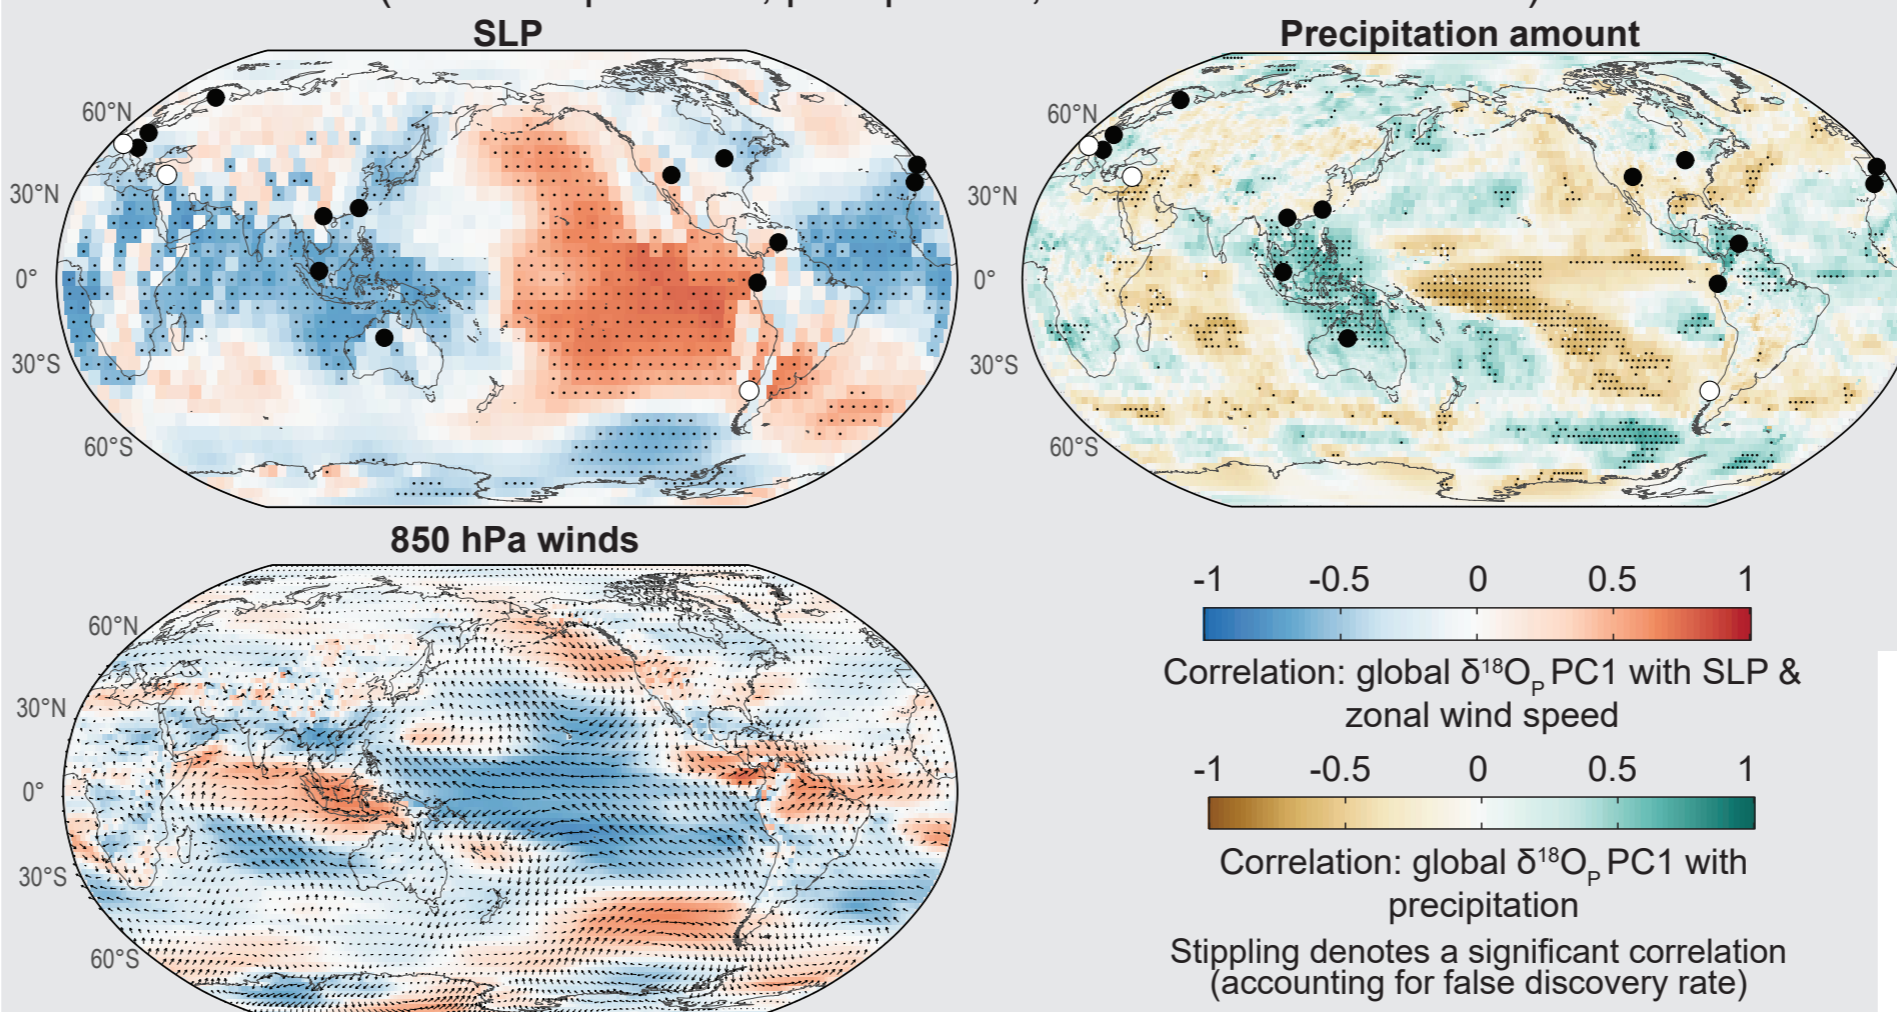 SLP
Precipitation amount
60°N
30°N
0°
30°S
60°S
60°N
30°N
0°
30°S
60°S
850 hPa winds
60°N
30°N
0°
30°S
60°S
-1 -0.5 0 0.5 1
Correlation: global δ¹⁸Oₚ PC1 with SLP &
zonal wind speed
-1 -0.5 0 0.5 1
Correlation: global δ¹⁸Oₚ PC1 with
precipitation
Stippling denotes a significant correlation
(accounting for false discovery rate)